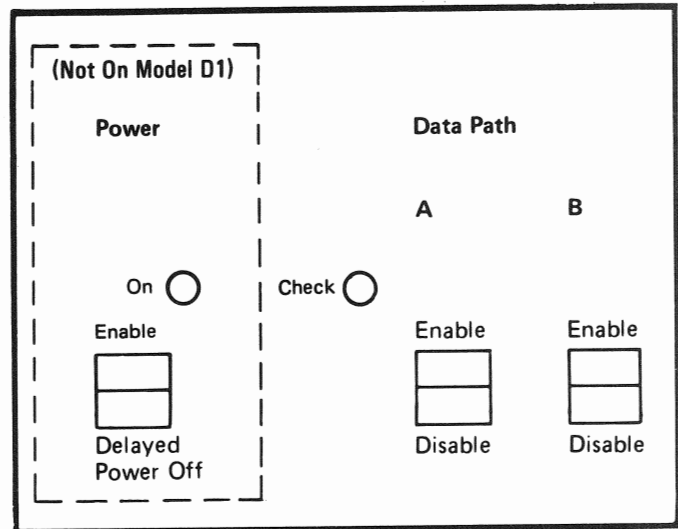 (Not On Model D1)
Power
Data Path
A B
On
Check
Enable
Enable Enable
Delayed
Power Off
Disable Disable